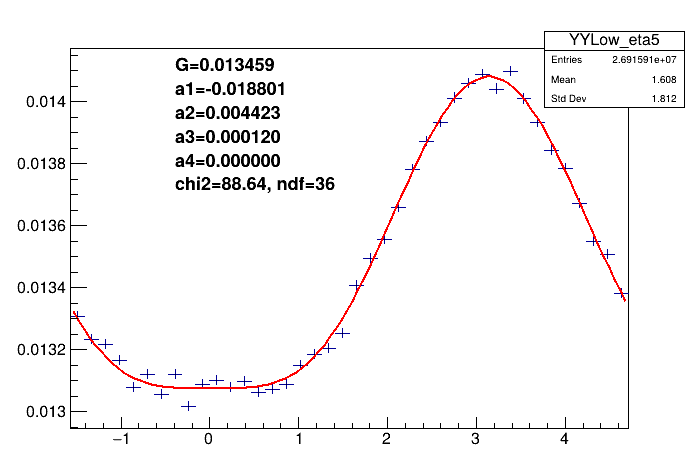 YYLow_eta5
Entries 2.691591e+07
Mean 1.608
Std Dev 1.812
G=0.013459
a1=-0.018801
a2=0.004423
a3=0.000120
a4=0.000000
chi2=88.64, ndf=36
0.014
0.0138
0.0136
0.0134
0.0132
0.013
−1 0 1 2 3 4